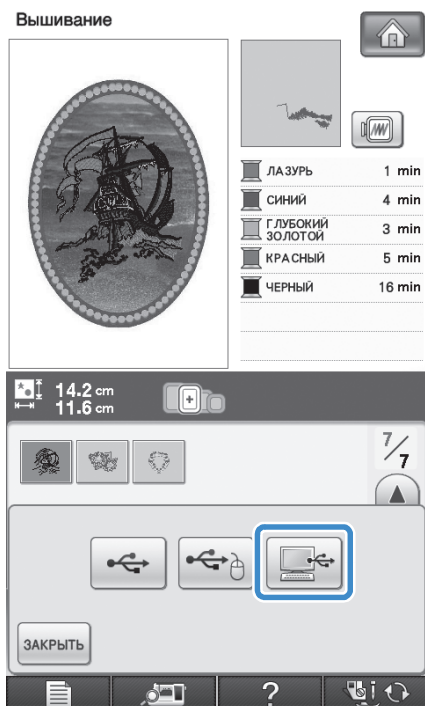 Вышивание
ЛАЗУРЬ 1 min
СИНИЙ 4 min
ГЛУБОКИЙ
ЗОЛОТОЙ 3 min
КРАСНЫЙ 5 min
ЧЕРНЫЙ 16 min
14.2 cm
11.6 cm
7/7
ЗАКРЫТЬ
?